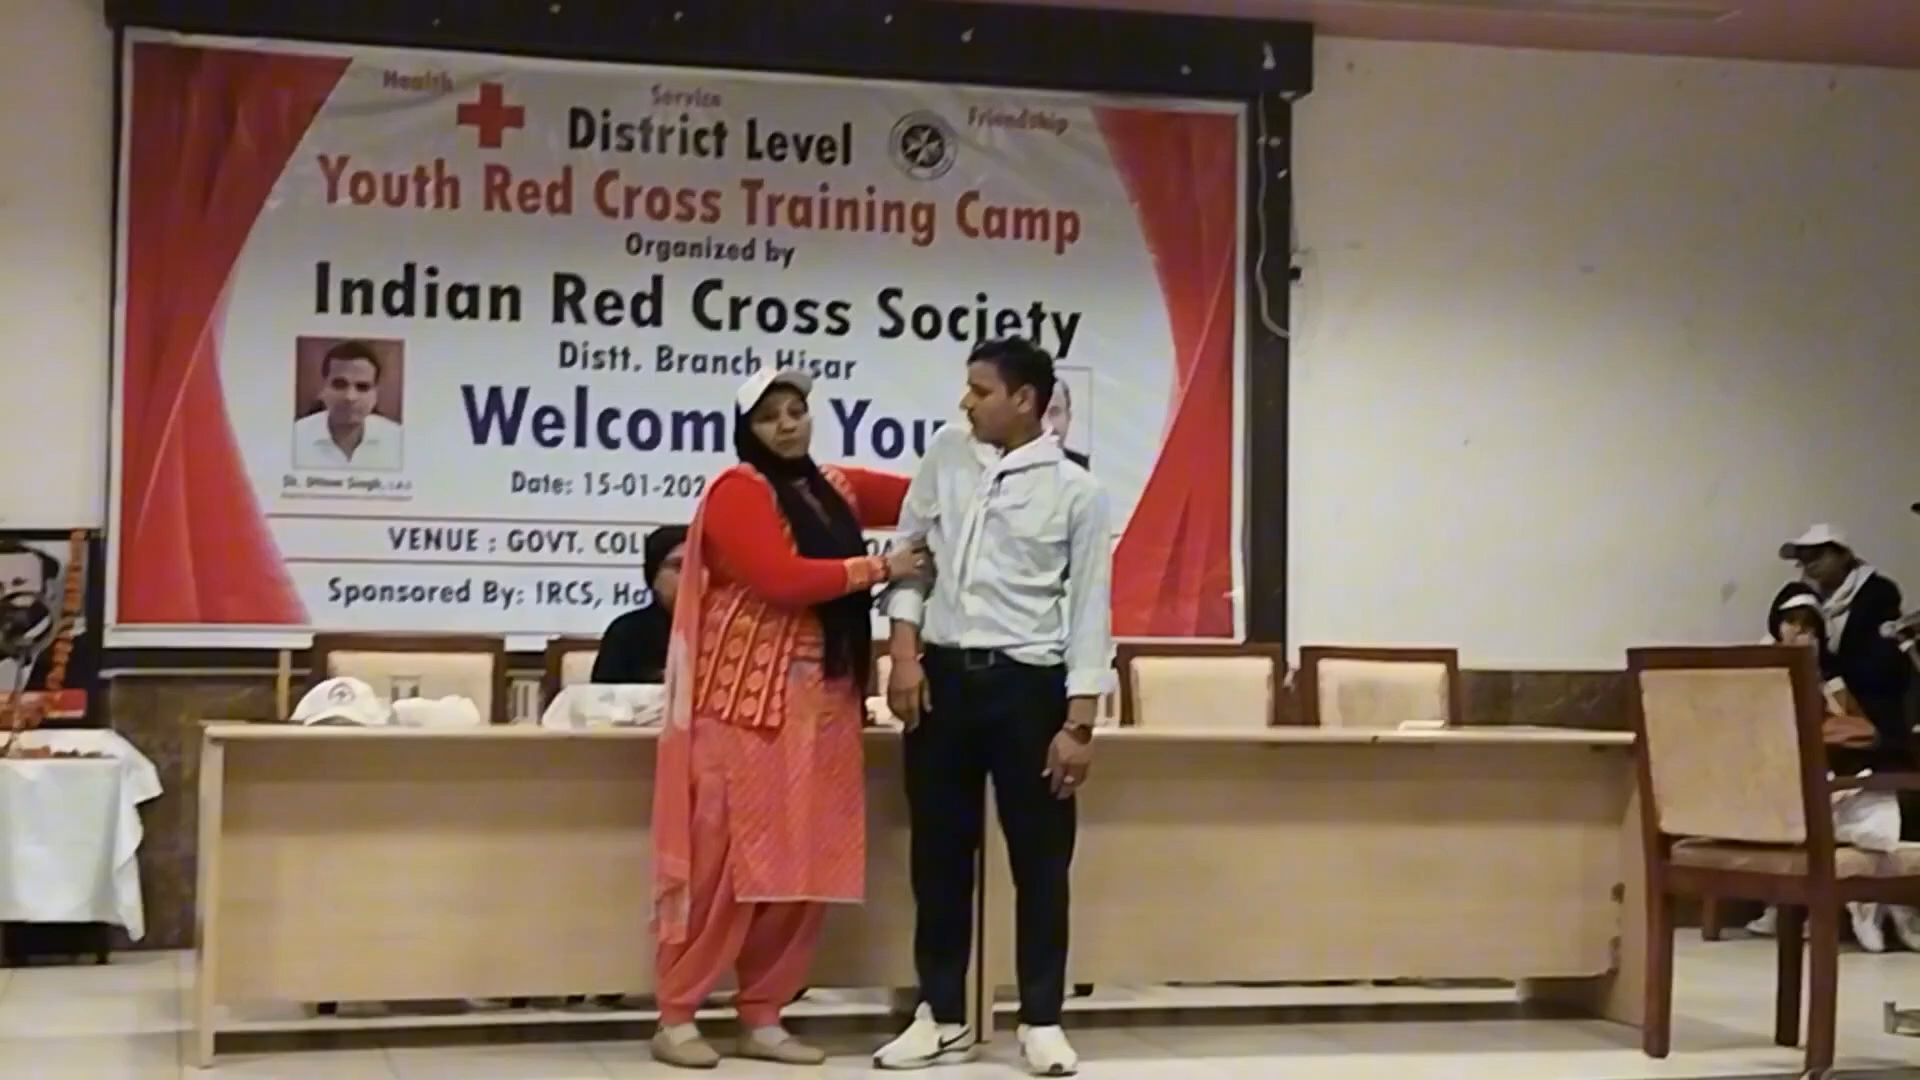 Health Service Friendship
District Level
Youth Red Cross Training Camp
Organized by
Indian Red Cross Society
Distt. Branch Hisar
Welcom You
Date: 15-01-202
VENUE : GOVT. COLL
Sponsored By: IRCS, Ha